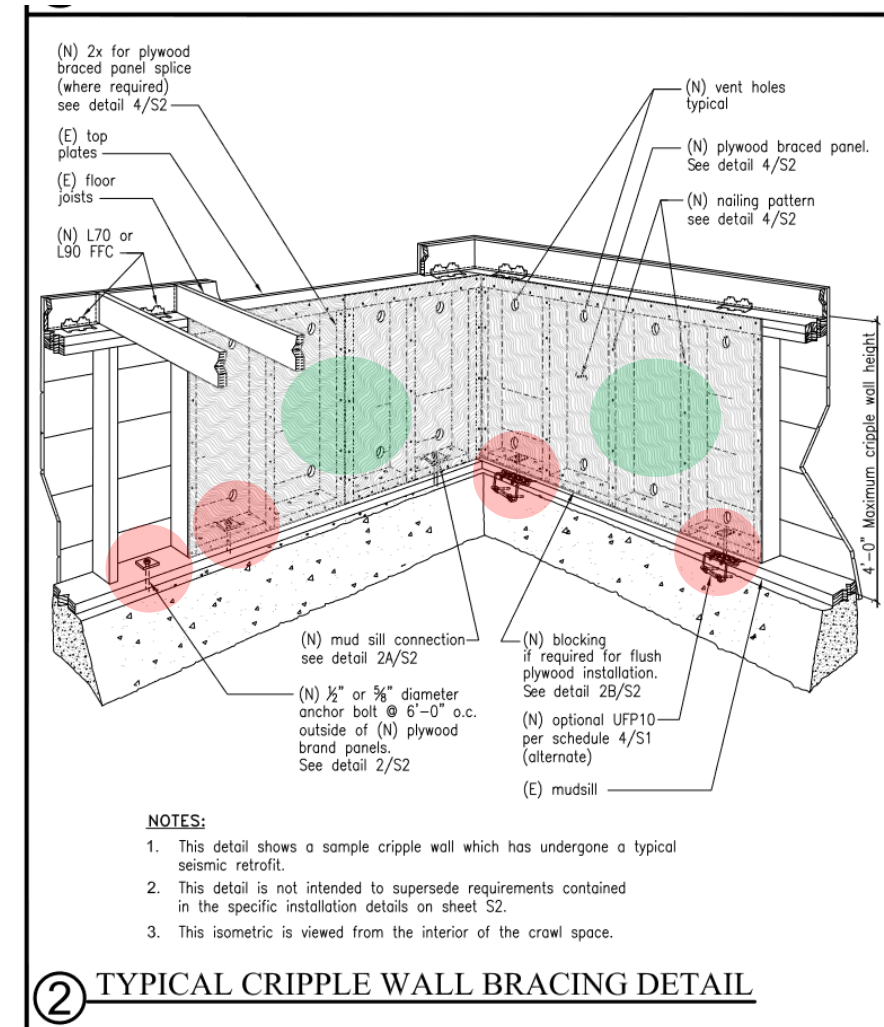 (N) 2x for plywood
braced panel splice
(where required)
see detail 4/S2
(E) top
plates
(E) floor
joists
(N) L70 or
L90 FFC
(N) vent holes
typical
(N) plywood braced panel.
See detail 4/S2
(N) nailing pattern
see detail 4/S2
4'-0" Maximum cripple wall height
(N) mud sill connection
see detail 2A/S2
(N) ½" or ⅝" diameter
anchor bolt @ 6'-0" o.c.
outside of (N) plywood
brand panels.
See detail 2/S2
(N) blocking
if required for flush
plywood installation.
See detail 2B/S2
(N) optional UFP10
per schedule 4/S1
(alternate)
(E) mudsill
NOTES:
1. This detail shows a sample cripple wall which has undergone a typical
seismic retrofit.
2. This detail is not intended to supersede requirements contained
in the specific installation details on sheet S2.
3. This isometric is viewed from the interior of the crawl space.
2 TYPICAL CRIPPLE WALL BRACING DETAIL